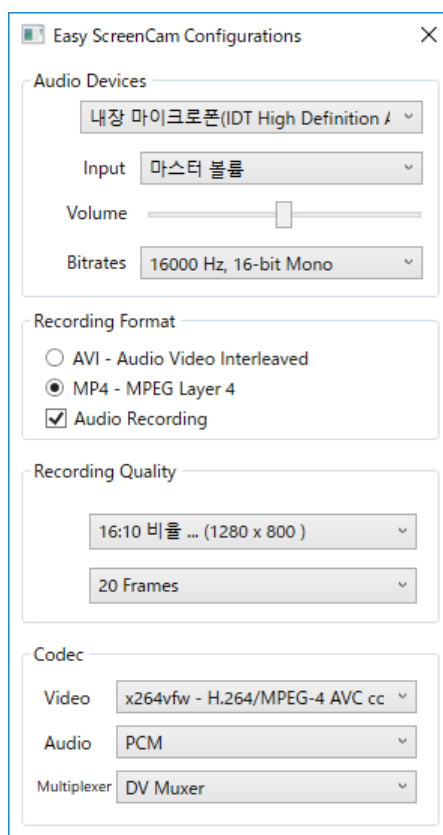 Easy ScreenCam Configurations
Audio Devices
내장 마이크로폰(IDT High Definition A
Input 마스터 볼륨
Volume
Bitrates 16000 Hz, 16-bit Mono
Recording Format
AVI - Audio Video Interleaved
MP4 - MPEG Layer 4
Audio Recording
Recording Quality
16:10 비율 ... (1280 x 800 )
20 Frames
Codec
Video x264vfw - H.264/MPEG-4 AVC cc
Audio PCM
Multiplexer DV Muxer